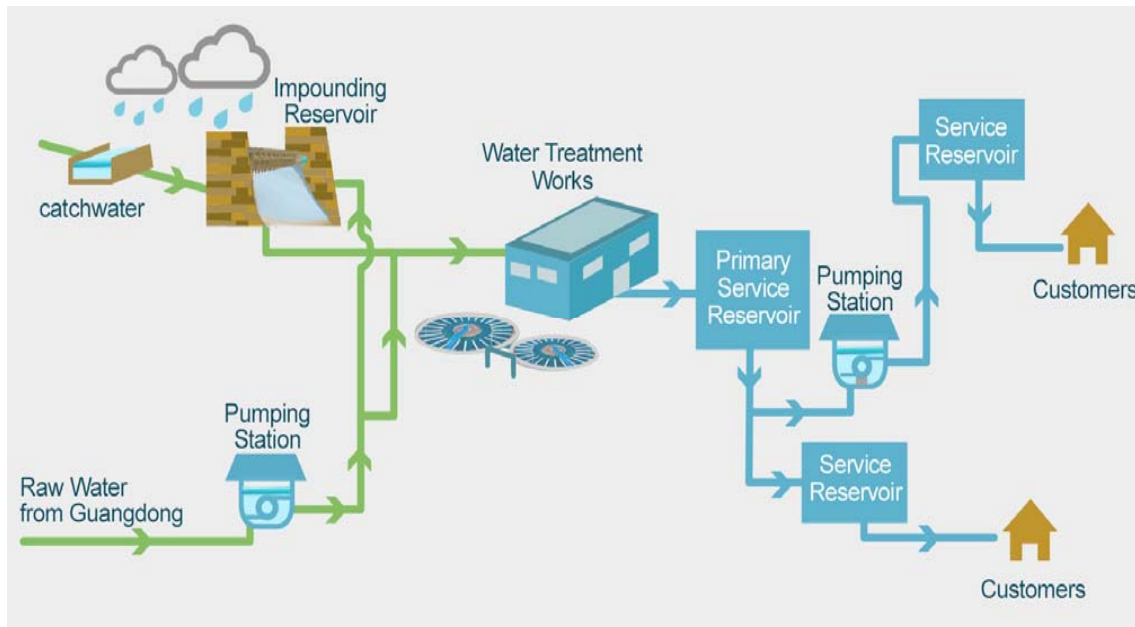 Impounding
Reservoir
catchwater
Water Treatment
Works
Service
Reservoir
Customers
Primary
Service
Reservoir
Pumping
Station
Pumping
Station
Raw Water
from Guangdong
Service
Reservoir
Customers